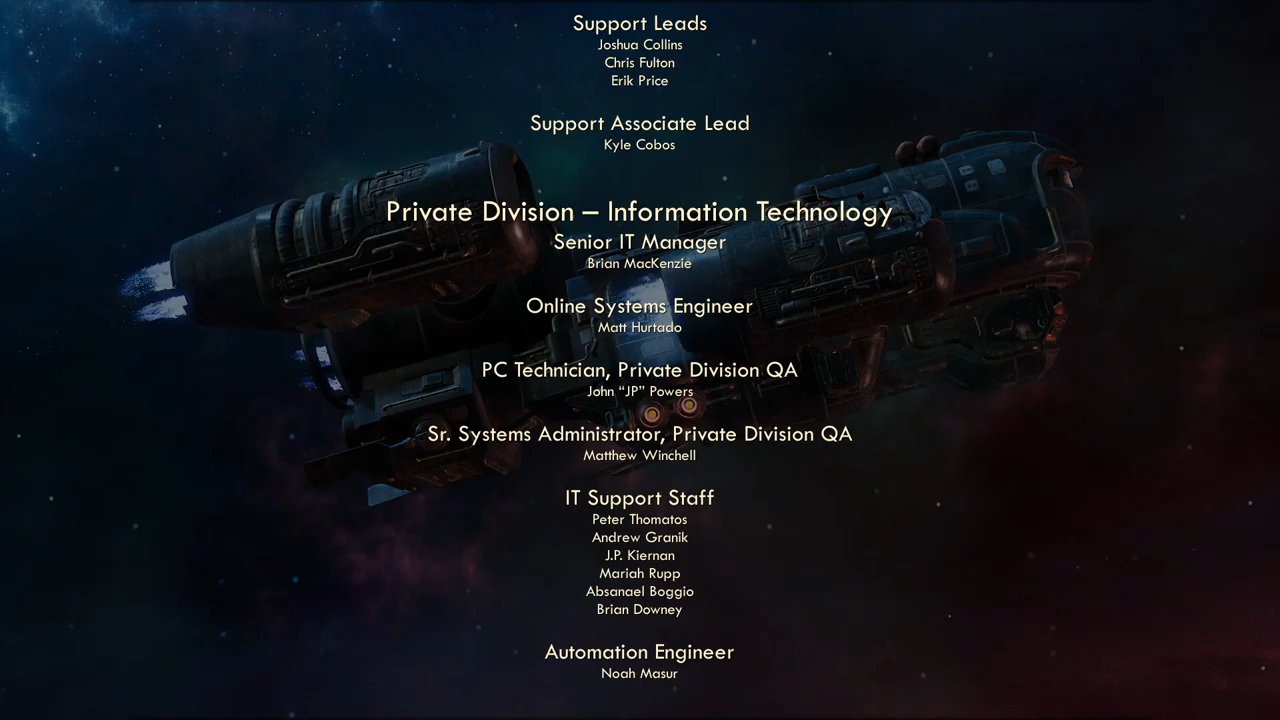 Support Leads
Joshua Collins
Chris Fulton
Erik Price
Support Associate Lead
Kyle Cobos
Private Division – Information Technology
Senior IT Manager
Brian MacKenzie
Online Systems Engineer
Matt Hurtado
PC Technician, Private Division QA
John “JP” Powers
Sr. Systems Administrator, Private Division QA
Matthew Winchell
IT Support Staff
Peter Thomatos
Andrew Granik
J.P. Kiernan
Mariah Rupp
Absanael Boggio
Brian Downey
Automation Engineer
Noah Masur